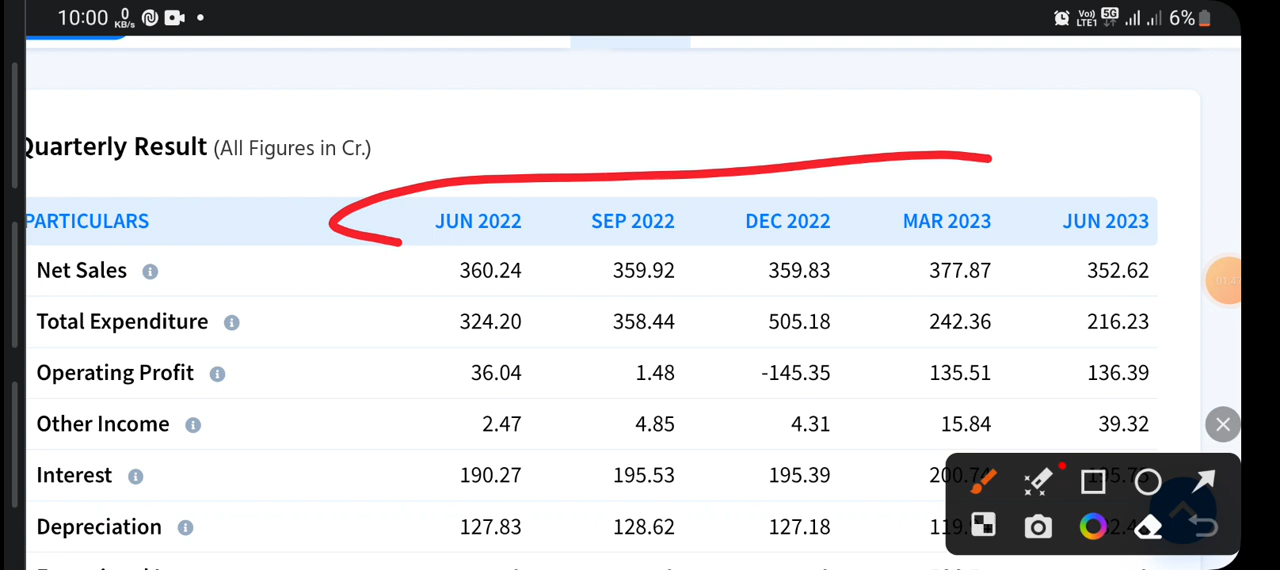 10:00 0 KB/s Vo) LTE1 5G 6%
Quarterly Result (All Figures in Cr.)
PARTICULARS JUN 2022 SEP 2022 DEC 2022 MAR 2023 JUN 2023
Net Sales 360.24 359.92 359.83 377.87 352.62
Total Expenditure 324.20 358.44 505.18 242.36 216.23
Operating Profit 36.04 1.48 -145.35 135.51 136.39
Other Income 2.47 4.85 4.31 15.84 39.32
Interest 190.27 195.53 195.39
Depreciation 127.83 128.62 127.18